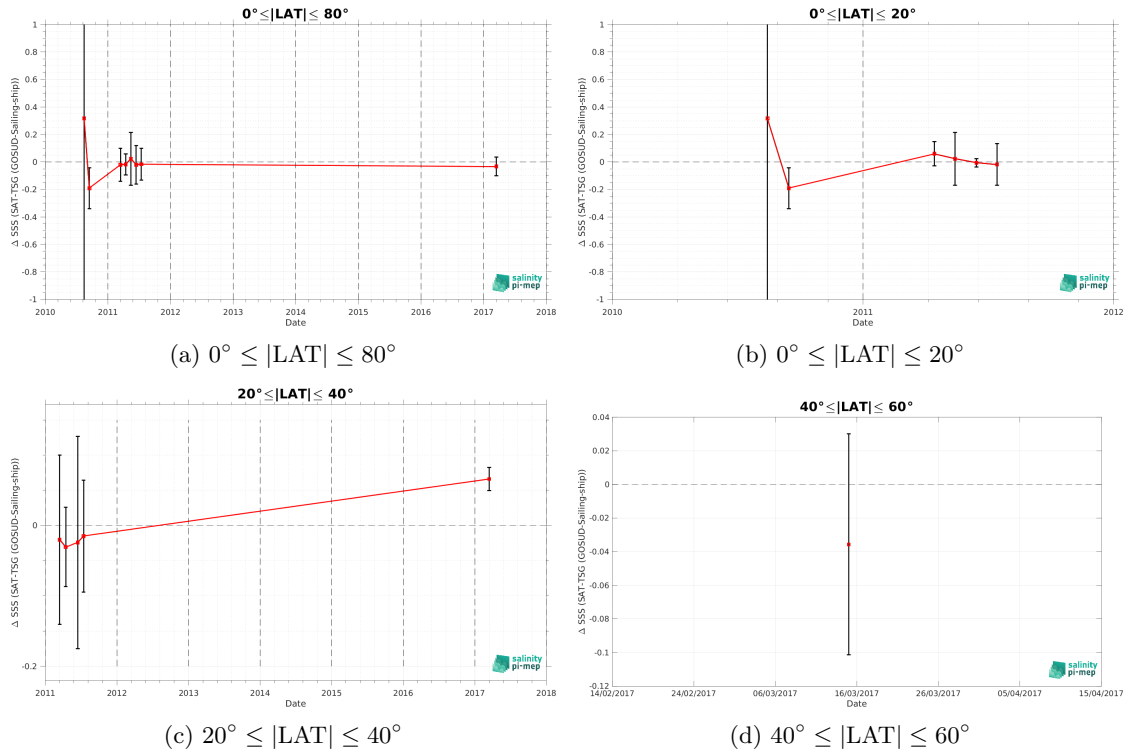 0°≤|LAT|≤ 80°
Δ SSS (SAT-TSG (GOSUD-Sailing-ship))
1
0.8
0.6
0.4
0.2
0
-0.2
-0.4
-0.6
-0.8
-1
2010 2011 2012 2013 2014 2015 2016 2017 2018
Date
salinity
pi-mep
(a) 0° ≤ |LAT| ≤ 80°
0°≤|LAT|≤ 20°
Δ SSS (SAT-TSG (GOSUD-Sailing-ship))
1
0.8
0.6
0.4
0.2
0
-0.2
-0.4
-0.6
-0.8
-1
2010 2011 2012
Date
salinity
pi-mep
(b) 0° ≤ |LAT| ≤ 20°
20°≤|LAT|≤ 40°
Δ SSS (SAT-TSG (GOSUD-Sailing-ship))
0
-0.2
2011 2012 2013 2014 2015 2016 2017 2018
Date
salinity
pi-mep
(c) 20° ≤ |LAT| ≤ 40°
40°≤|LAT|≤ 60°
Δ SSS (SAT-TSG (GOSUD-Sailing-ship))
0.04
0.02
0
-0.02
-0.04
-0.06
-0.08
-0.1
-0.12
14/02/2017 24/02/2017 06/03/2017 16/03/2017 26/03/2017 05/04/2017 15/04/2017
Date
salinity
pi-mep
(d) 40° ≤ |LAT| ≤ 60°